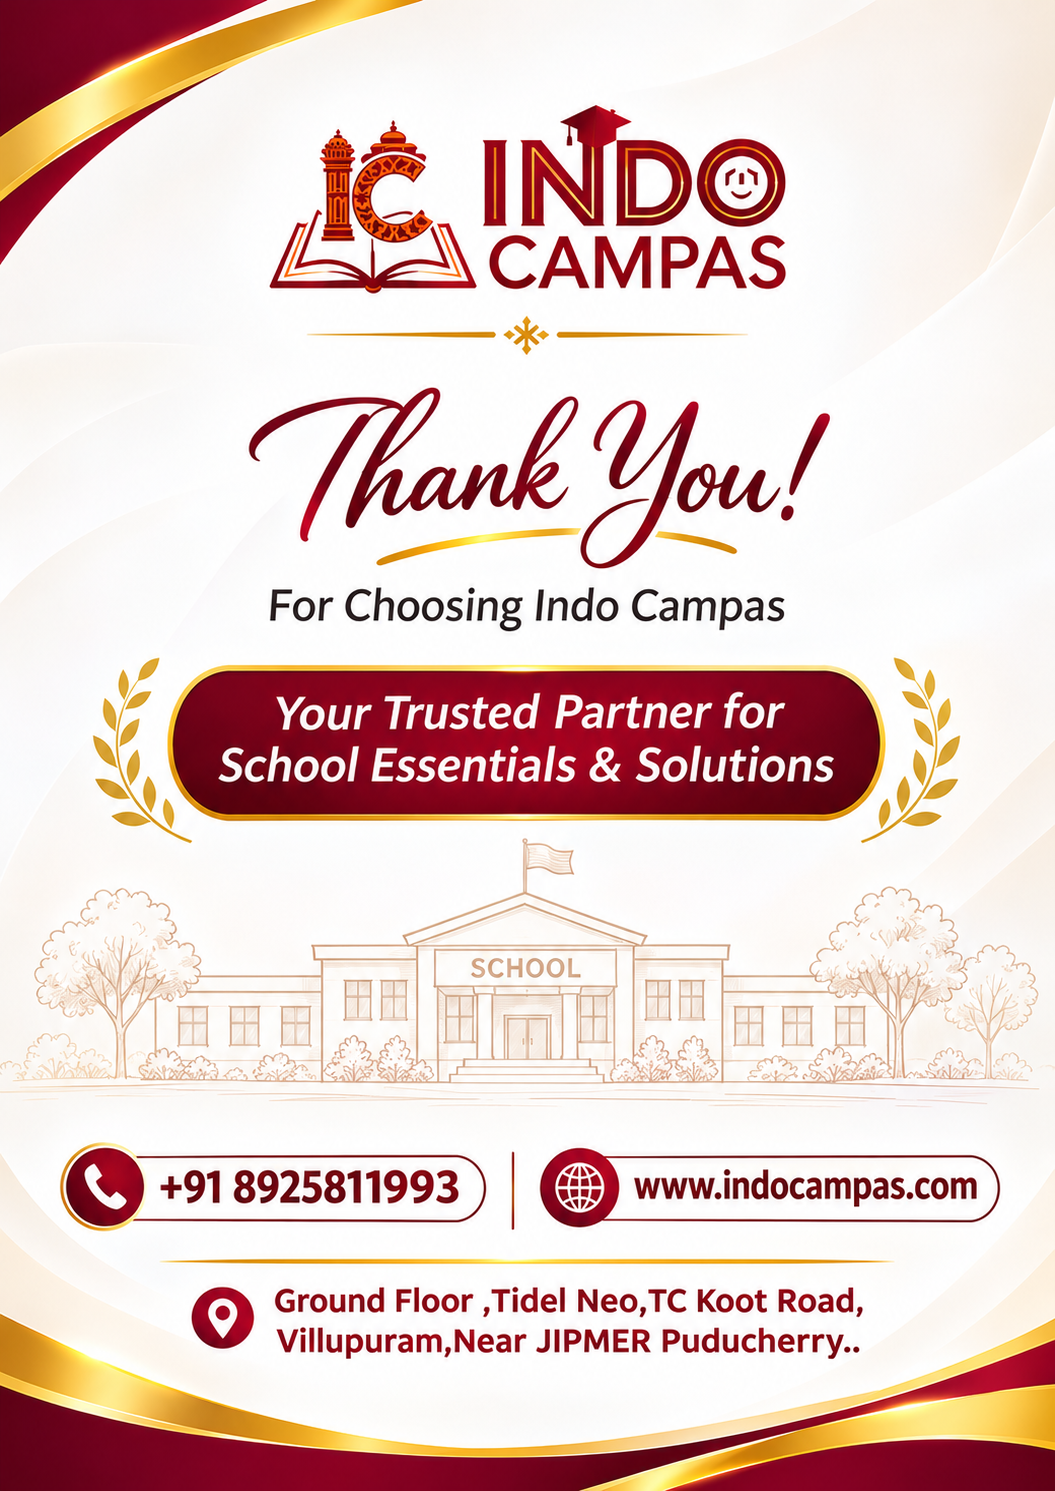 IC
INDO
CAMPAS
Thank You!
For Choosing Indo Campas
Your Trusted Partner for
School Essentials & Solutions
SCHOOL
+91 8925811993
www.indocampas.com
Ground Floor ,Tidel Neo,TC Koot Road,
Villupuram,Near JIPMER Puducherry..